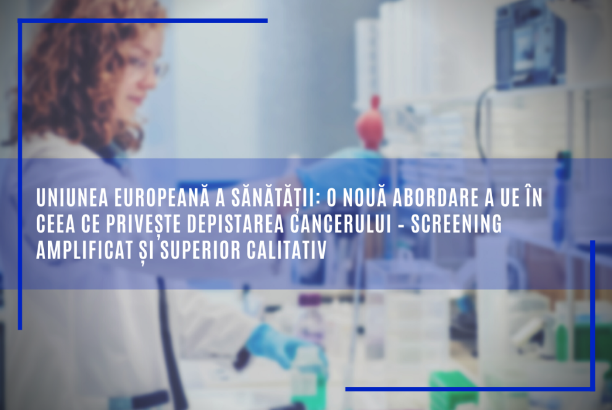 UNIUNEA EUROPEANĂ A SĂNĂTĂȚII: O NOUĂ ABORDARE A UE ÎN
CEEA CE PRIVEȘTE DEPISTAREA CANCERULUI - SCREENING
AMPLIFICAT ȘI SUPERIOR CALITATIV